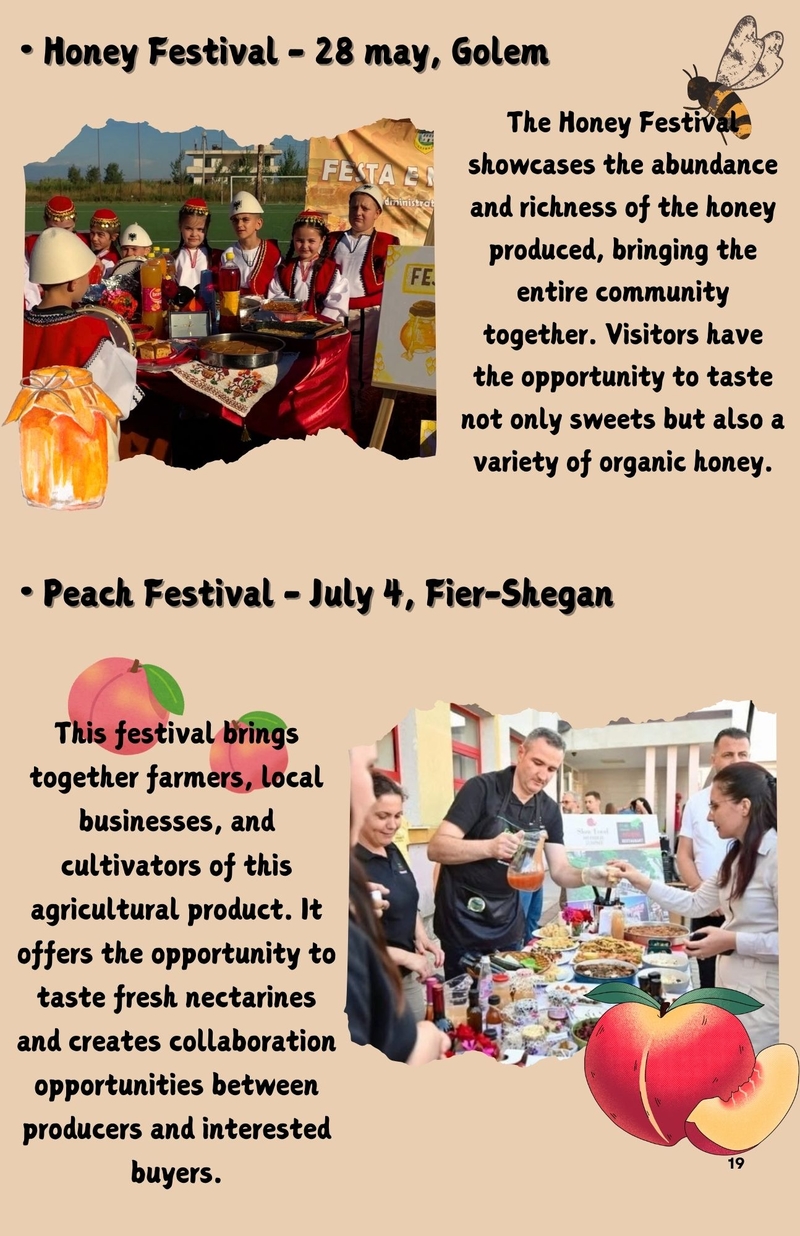 • Honey Festival - 28 may, Golem
The Honey Festival
showcases the abundance
and richness of the honey
produced, bringing the
entire community
together. Visitors have
the opportunity to taste
not only sweets but also a
variety of organic honey.
FESTA E
• Peach Festival - July 4, Fier-Shegan
This festival brings
together farmers, local
businesses, and
cultivators of this
agricultural product. It
offers the opportunity to
taste fresh nectarines
and creates collaboration
opportunities between
producers and interested
buyers.
19